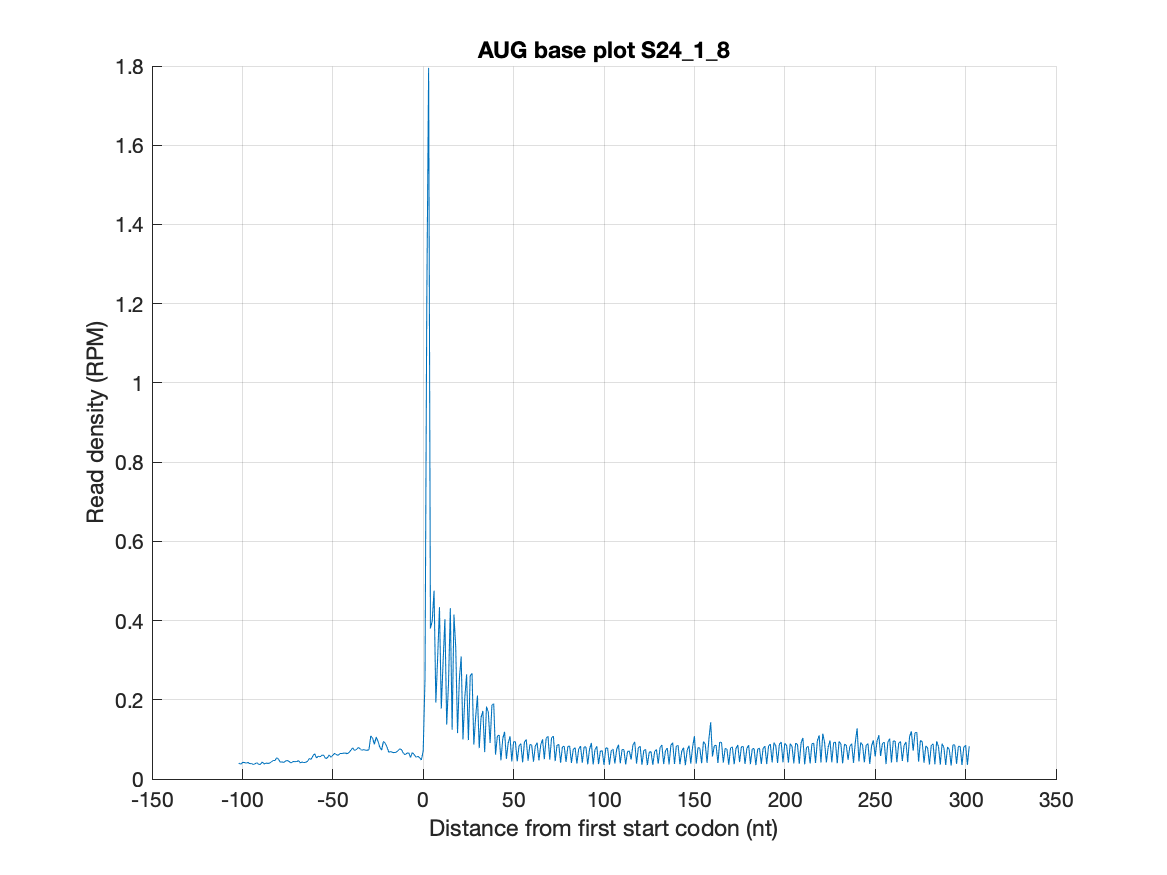 AUG base plot S24_1_8
1.8
1.6
1.4
1.2
1
0.8
0.6
0.4
0.2
0
Read density (RPM)
-150 -100 -50 0 50 100 150 200 250 300 350
Distance from first start codon (nt)